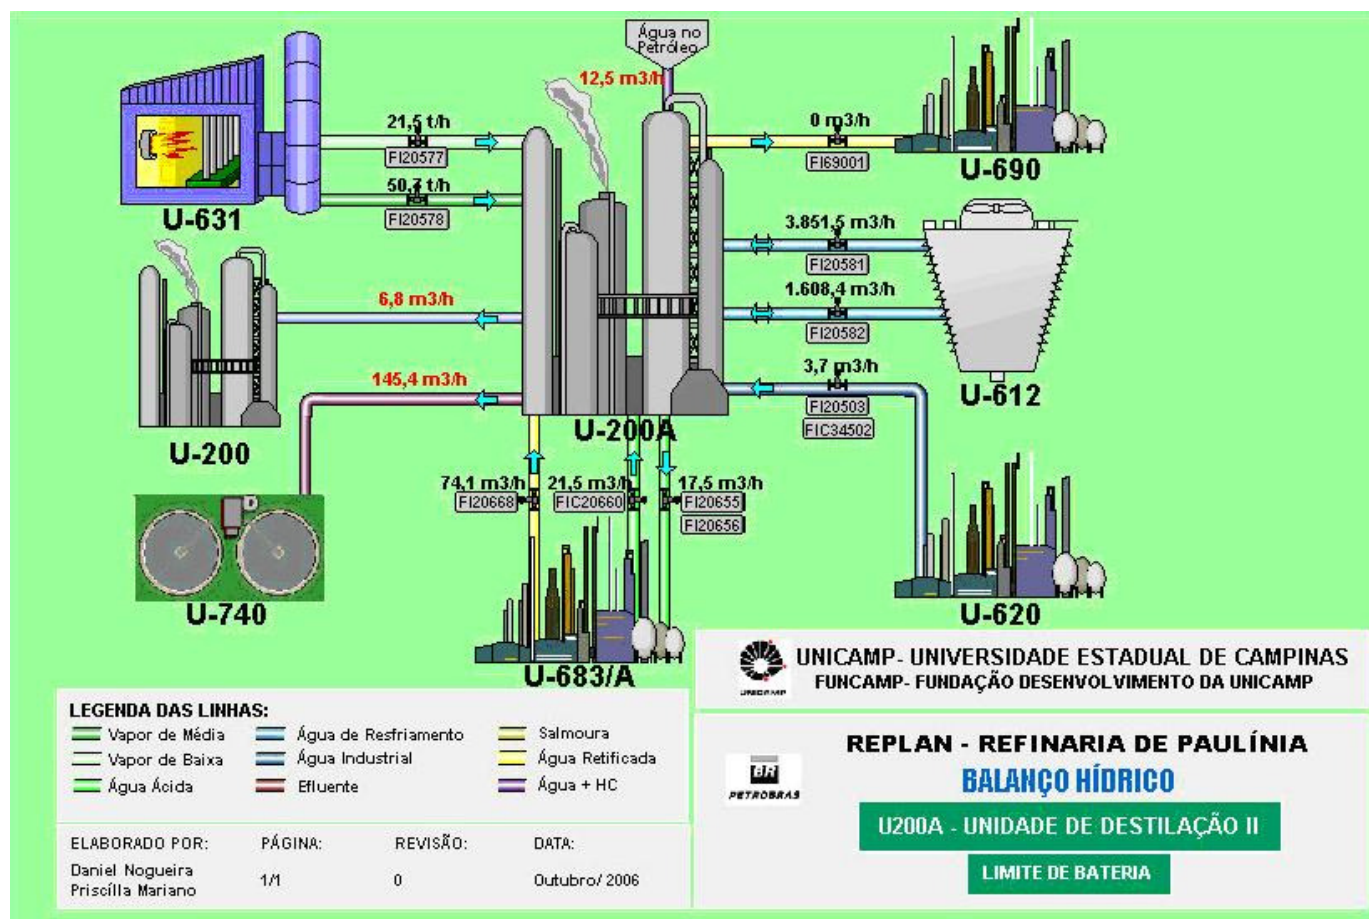 Água no
Petróleo
12,5 m3/h
21,5 t/h
FI20577
50,7 t/h
FI20578
U-631
0 m3/h
FI69001
U-690
3.851,5 m3/h
FI20581
1.608,4 m3/h
FI20582
U-612
6,8 m3/h
U-200
145,4 m3/h
3,7 m3/h
FI20503
FIC34502
U-200A
74,1 m3/h
FI20668
21,5 m3/h
FIC20660
17,5 m3/h
FI20655
FI20656
U-740
U-620
U-683/A
LEGENDA DAS LINHAS:
Vapor de Média
Água de Resfriamento
Salmoura
Vapor de Baixa
Água Industrial
Água Retificada
Água Ácida
Efluente
Água + HC
ELABORADO POR:
PÁGINA:
REVISÃO:
DATA:
Daniel Nogueira
Priscílla Mariano
1/1
0
Outubro/ 2006
UNICAMP
UNICAMP- UNIVERSIDADE ESTADUAL DE CAMPINAS
FUNCAMP- FUNDAÇÃO DESENVOLVIMENTO DA UNICAMP
BR
PETROBRAS
REPLAN - REFINARIA DE PAULÍNIA
BALANÇO HÍDRICO
U200A - UNIDADE DE DESTILAÇÃO II
LIMITE DE BATERIA